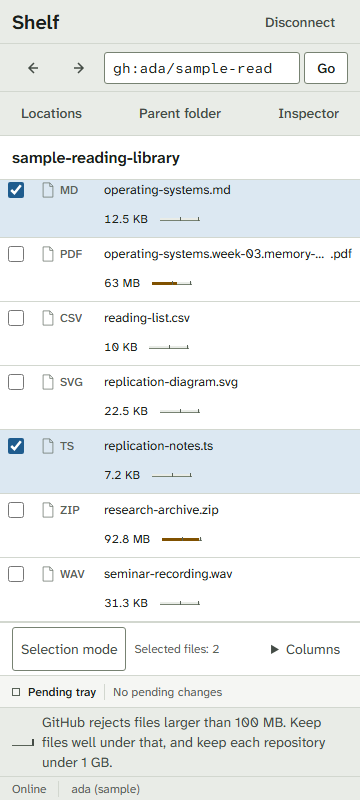 Shelf Disconnect
gh:ada/sample-read Go
Locations Parent folder Inspector
sample-reading-library
MD operating-systems.md
12.5 KB
PDF operating-systems.week-03.memory-… .pdf
63 MB
CSV reading-list.csv
10 KB
SVG replication-diagram.svg
22.5 KB
TS replication-notes.ts
7.2 KB
ZIP research-archive.zip
92.8 MB
WAV seminar-recording.wav
31.3 KB
Selection mode Selected files: 2 Columns
Pending tray No pending changes
GitHub rejects files larger than 100 MB. Keep
files well under that, and keep each repository
under 1 GB.
Online ada (sample)